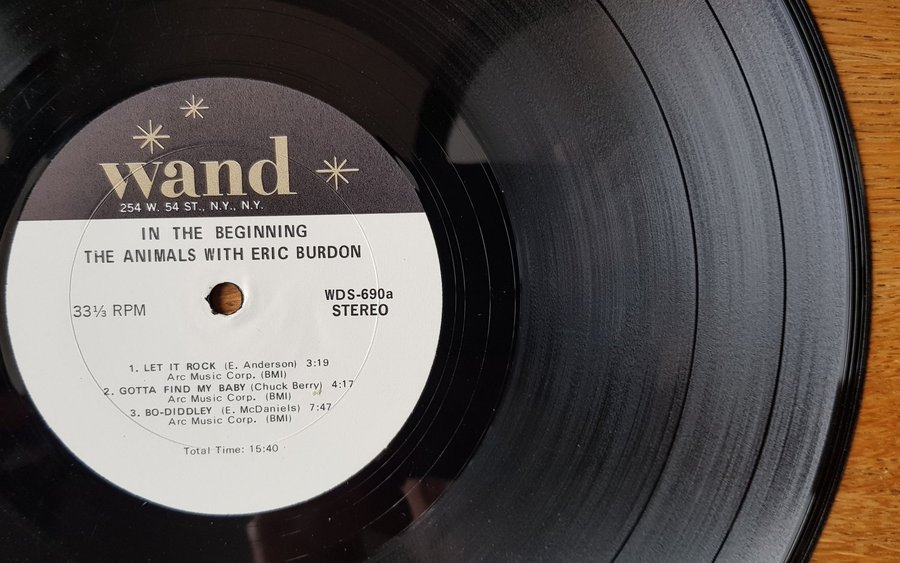 wand
254 W. 54 ST., N.Y., N.Y.
IN THE BEGINNING
THE ANIMALS WITH ERIC BURDON
33⅓ RPM
WDS-690a
STEREO
1. LET IT ROCK (E. Anderson) 3:19
Arc Music Corp. (BMI)
2. GOTTA FIND MY BABY (Chuck Berry) 4:17
Arc Music Corp. (BMI)
3. BO-DIDDLEY (E. McDaniels) 7:47
Arc Music Corp. (BMI)
Total Time: 15:40